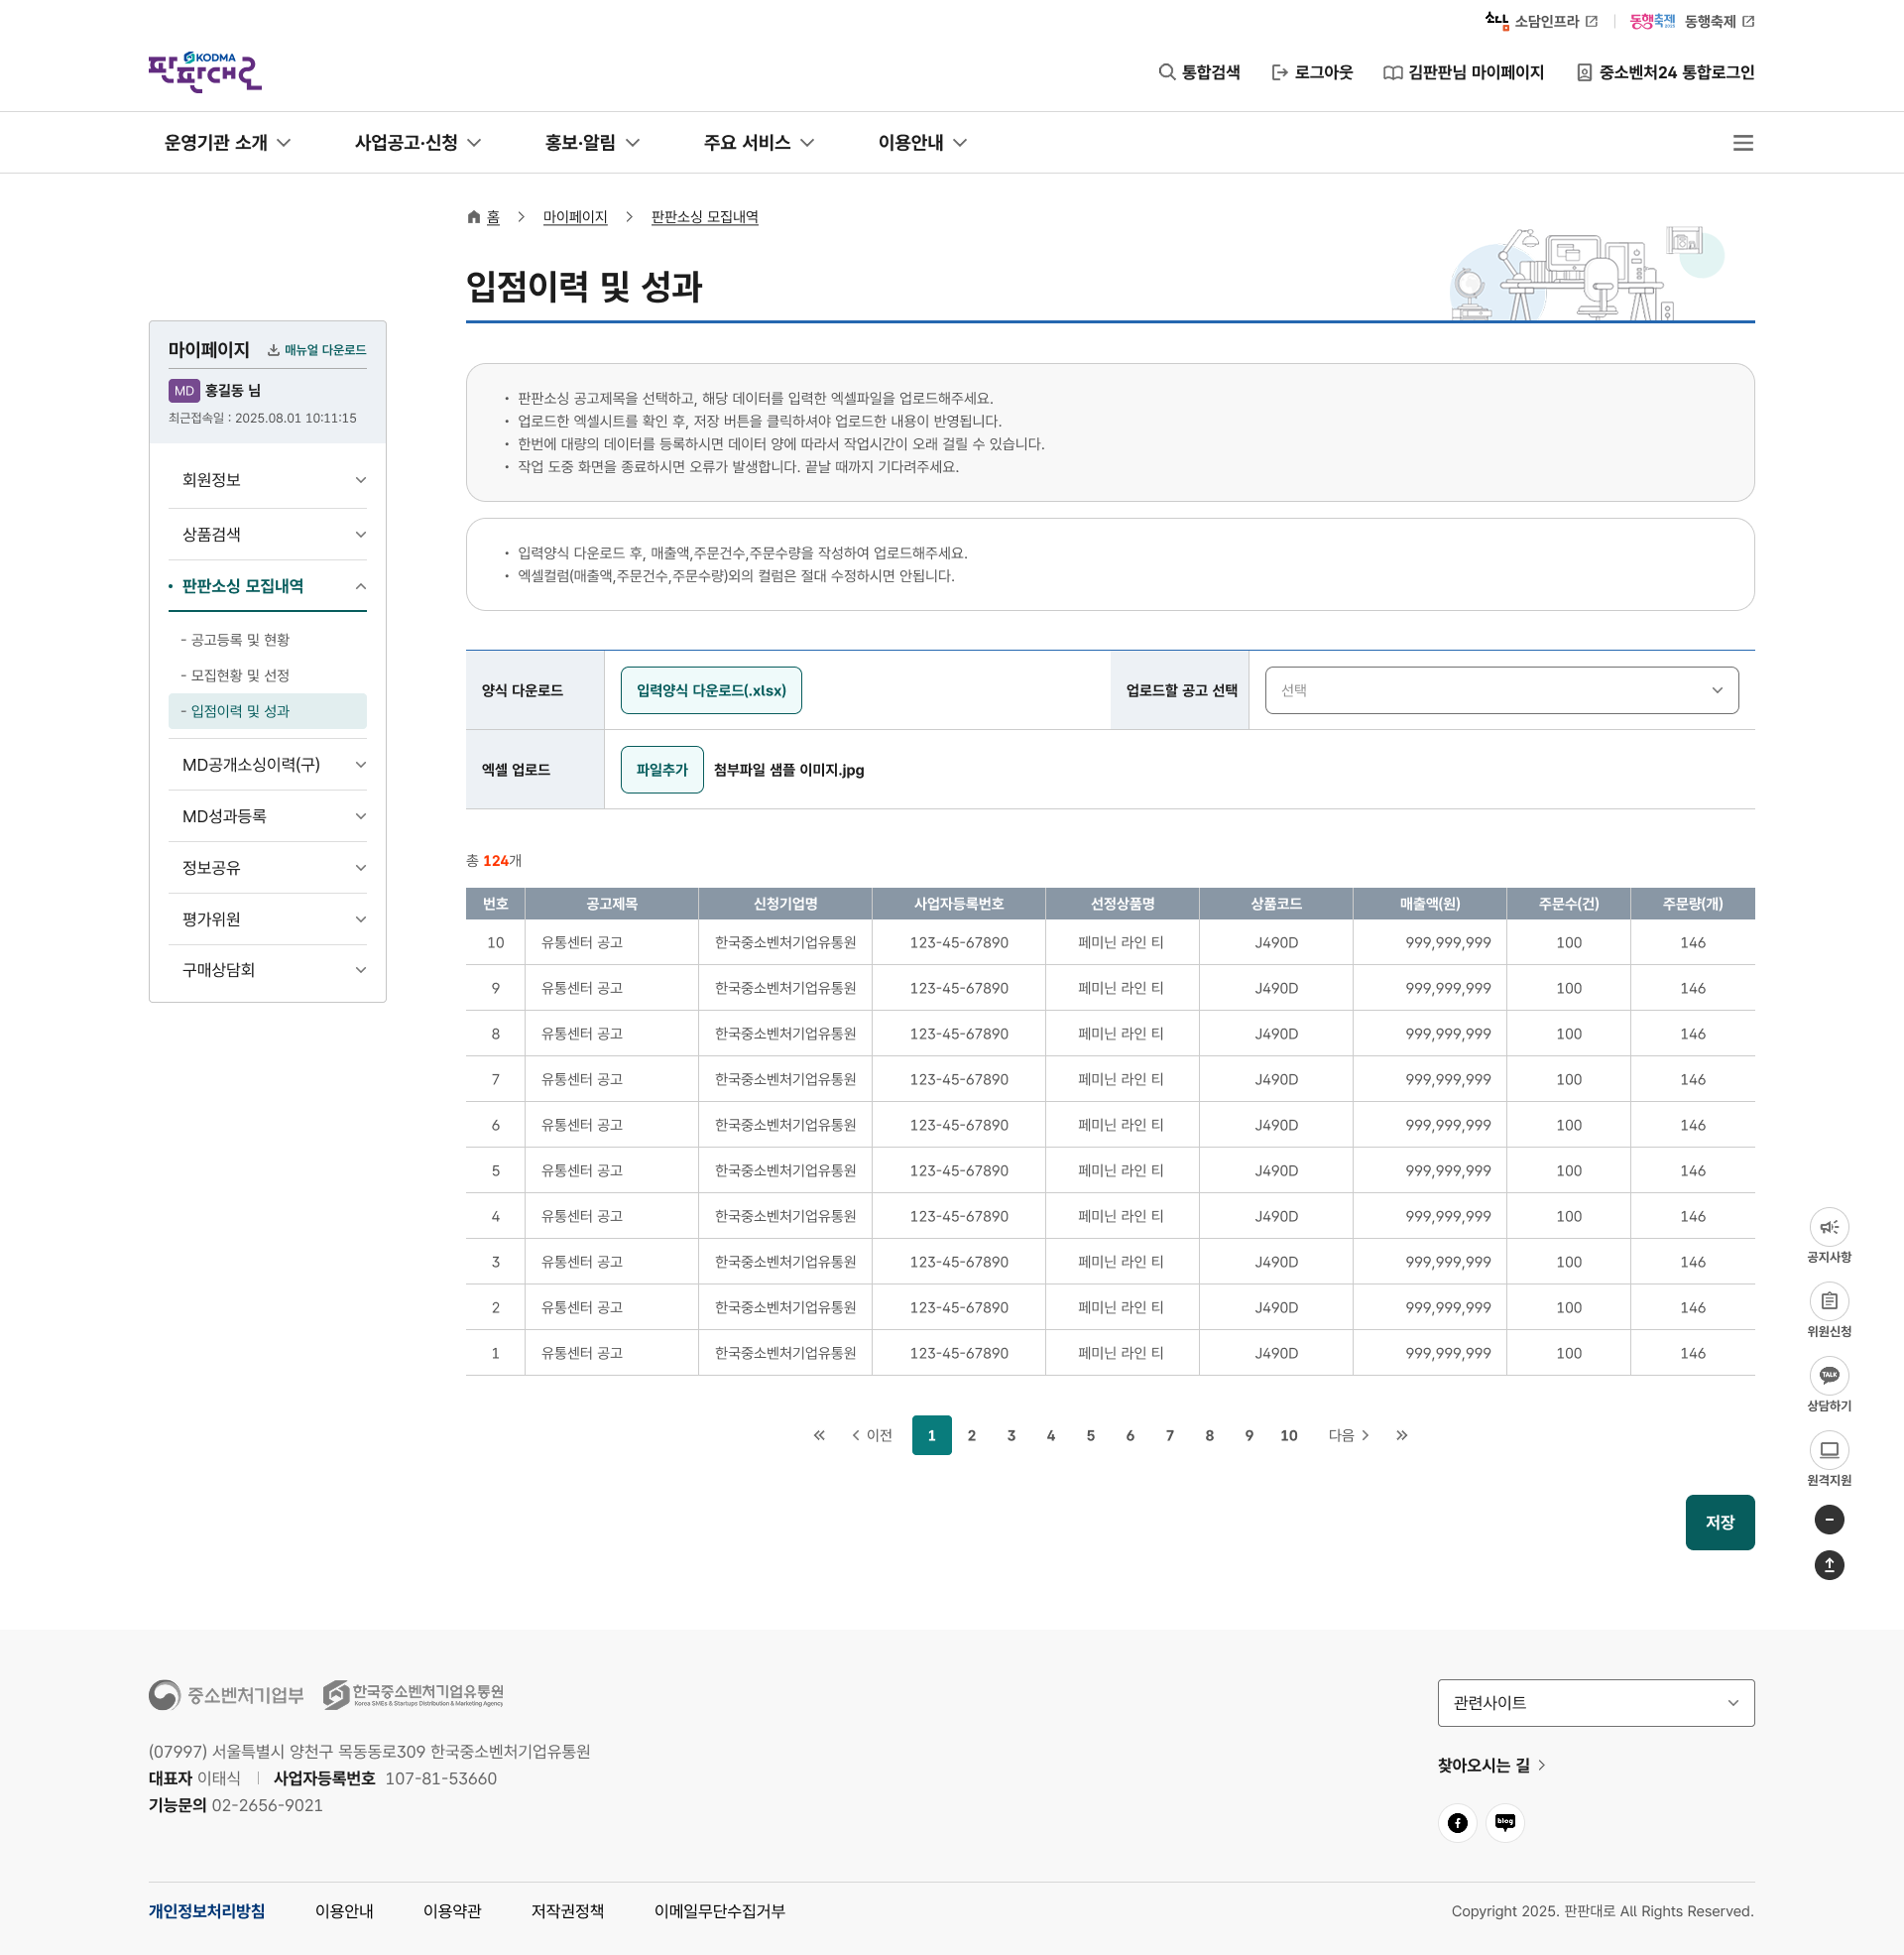 소담 소담인프라
동행축제 2025 동행축제
KODMA
판판대로
통합검색
로그아웃
김판판님 마이페이지
중소벤처24 통합로그인
운영기관 소개
사업공고·신청
홍보·알림
주요 서비스
이용안내
홈
마이페이지
판판소싱 모집내역
입점이력 및 성과
마이페이지
매뉴얼 다운로드
MD 홍길동 님
최근접속일 : 2025.08.01 10:11:15
회원정보
상품검색
• 판판소싱 모집내역
- 공고등록 및 현황
- 모집현황 및 선정
- 입점이력 및 성과
MD공개소싱이력(구)
MD성과등록
정보공유
평가위원
구매상담회
• 판판소싱 공고제목을 선택하고, 해당 데이터를 입력한 엑셀파일을 업로드해주세요.
• 업로드한 엑셀시트를 확인 후, 저장 버튼을 클릭하셔야 업로드한 내용이 반영됩니다.
• 한번에 대량의 데이터를 등록하시면 데이터 양에 따라서 작업시간이 오래 걸릴 수 있습니다.
• 작업 도중 화면을 종료하시면 오류가 발생합니다. 끝날 때까지 기다려주세요.
• 입력양식 다운로드 후, 매출액,주문건수,주문수량을 작성하여 업로드해주세요.
• 엑셀컬럼(매출액,주문건수,주문수량)외의 컬럼은 절대 수정하시면 안됩니다.
양식 다운로드 입력양식 다운로드(.xlsx) 업로드할 공고 선택 선택
엑셀 업로드 파일추가 첨부파일 샘플 이미지.jpg
총 124개
번호 공고제목 신청기업명 사업자등록번호 선정상품명 상품코드 매출액(원) 주문수(건) 주문량(개)
10 유통센터 공고 한국중소벤처기업유통원 123-45-67890 페미닌 라인 티 J490D 999,999,999 100 146
9 유통센터 공고 한국중소벤처기업유통원 123-45-67890 페미닌 라인 티 J490D 999,999,999 100 146
8 유통센터 공고 한국중소벤처기업유통원 123-45-67890 페미닌 라인 티 J490D 999,999,999 100 146
7 유통센터 공고 한국중소벤처기업유통원 123-45-67890 페미닌 라인 티 J490D 999,999,999 100 146
6 유통센터 공고 한국중소벤처기업유통원 123-45-67890 페미닌 라인 티 J490D 999,999,999 100 146
5 유통센터 공고 한국중소벤처기업유통원 123-45-67890 페미닌 라인 티 J490D 999,999,999 100 146
4 유통센터 공고 한국중소벤처기업유통원 123-45-67890 페미닌 라인 티 J490D 999,999,999 100 146
3 유통센터 공고 한국중소벤처기업유통원 123-45-67890 페미닌 라인 티 J490D 999,999,999 100 146
2 유통센터 공고 한국중소벤처기업유통원 123-45-67890 페미닌 라인 티 J490D 999,999,999 100 146
1 유통센터 공고 한국중소벤처기업유통원 123-45-67890 페미닌 라인 티 J490D 999,999,999 100 146
이전 1 2 3 4 5 6 7 8 9 10 다음
저장
공지사항
위원신청
TALK
상담하기
원격지원
중소벤처기업부
한국중소벤처기업유통원
Korea SMEs & Startups Distribution & Marketing Agency
(07997) 서울특별시 양천구 목동동로309 한국중소벤처기업유통원
대표자 이태식 사업자등록번호 107-81-53660
기능문의 02-2656-9021
관련사이트
찾아오시는 길
blog
개인정보처리방침
이용안내
이용약관
저작권정책
이메일무단수집거부
Copyright 2025. 판판대로 All Rights Reserved.